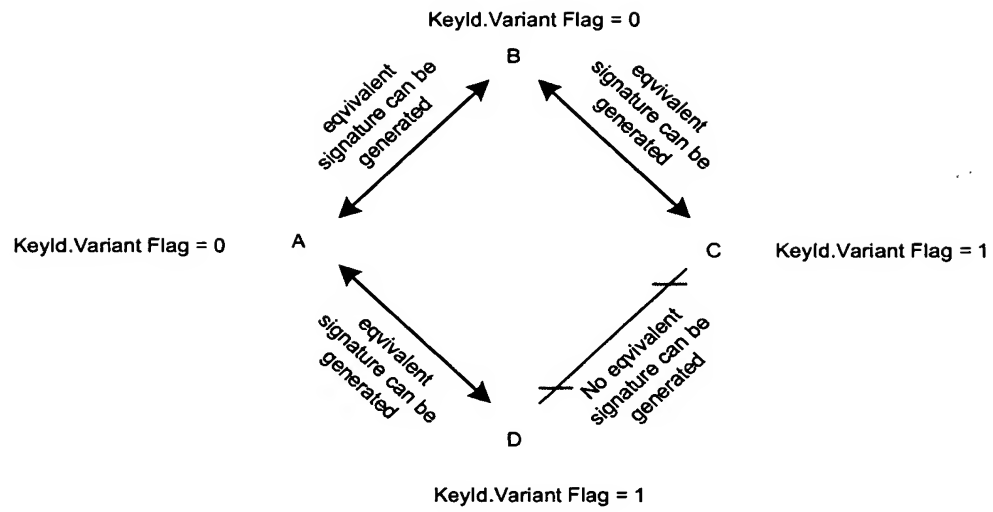 KeyId.Variant Flag = 0
B
eqvivalent
signature can be
generated
eqvivalent
signature can be
generated
KeyId.Variant Flag = 0
A
C
KeyId.Variant Flag = 1
eqvivalent
signature can be
generated
No eqvivalent
signature can be
generated
D
KeyId.Variant Flag = 1